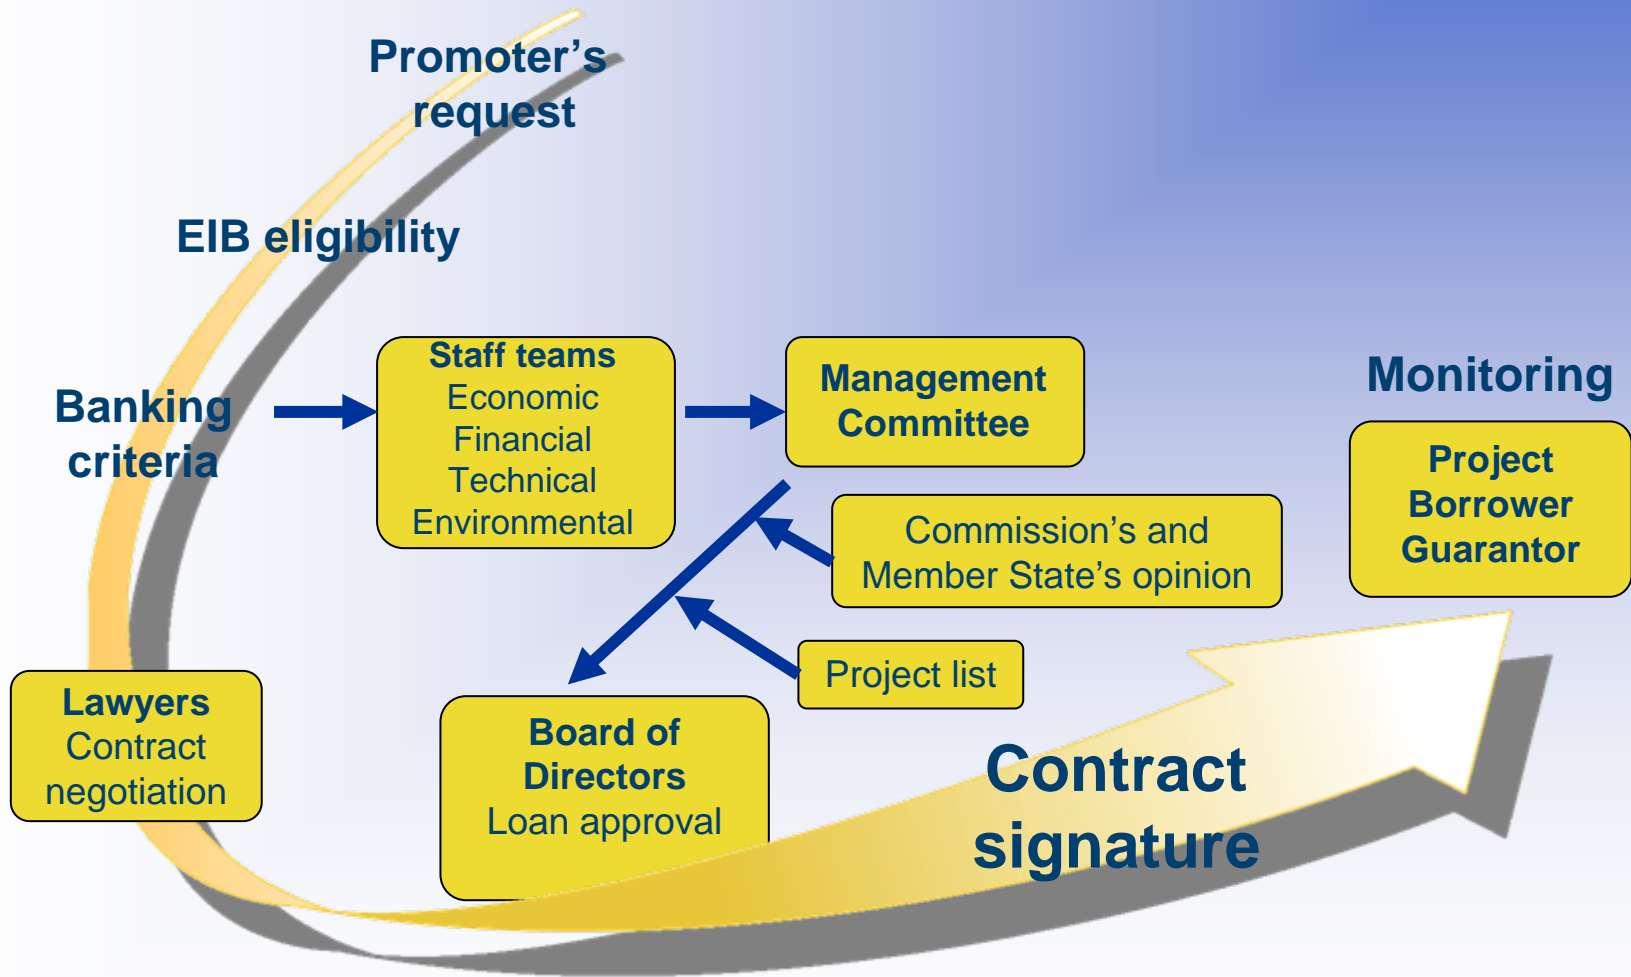 Promoter’s
request
EIB eligibility
Banking
criteria
Staff teams
Economic
Financial
Technical
Environmental
Management
Committee
Commission’s and
Member State’s opinion
Project list
Lawyers
Contract
negotiation
Board of
Directors
Loan approval
Contract
signature
Monitoring
Project
Borrower
Guarantor